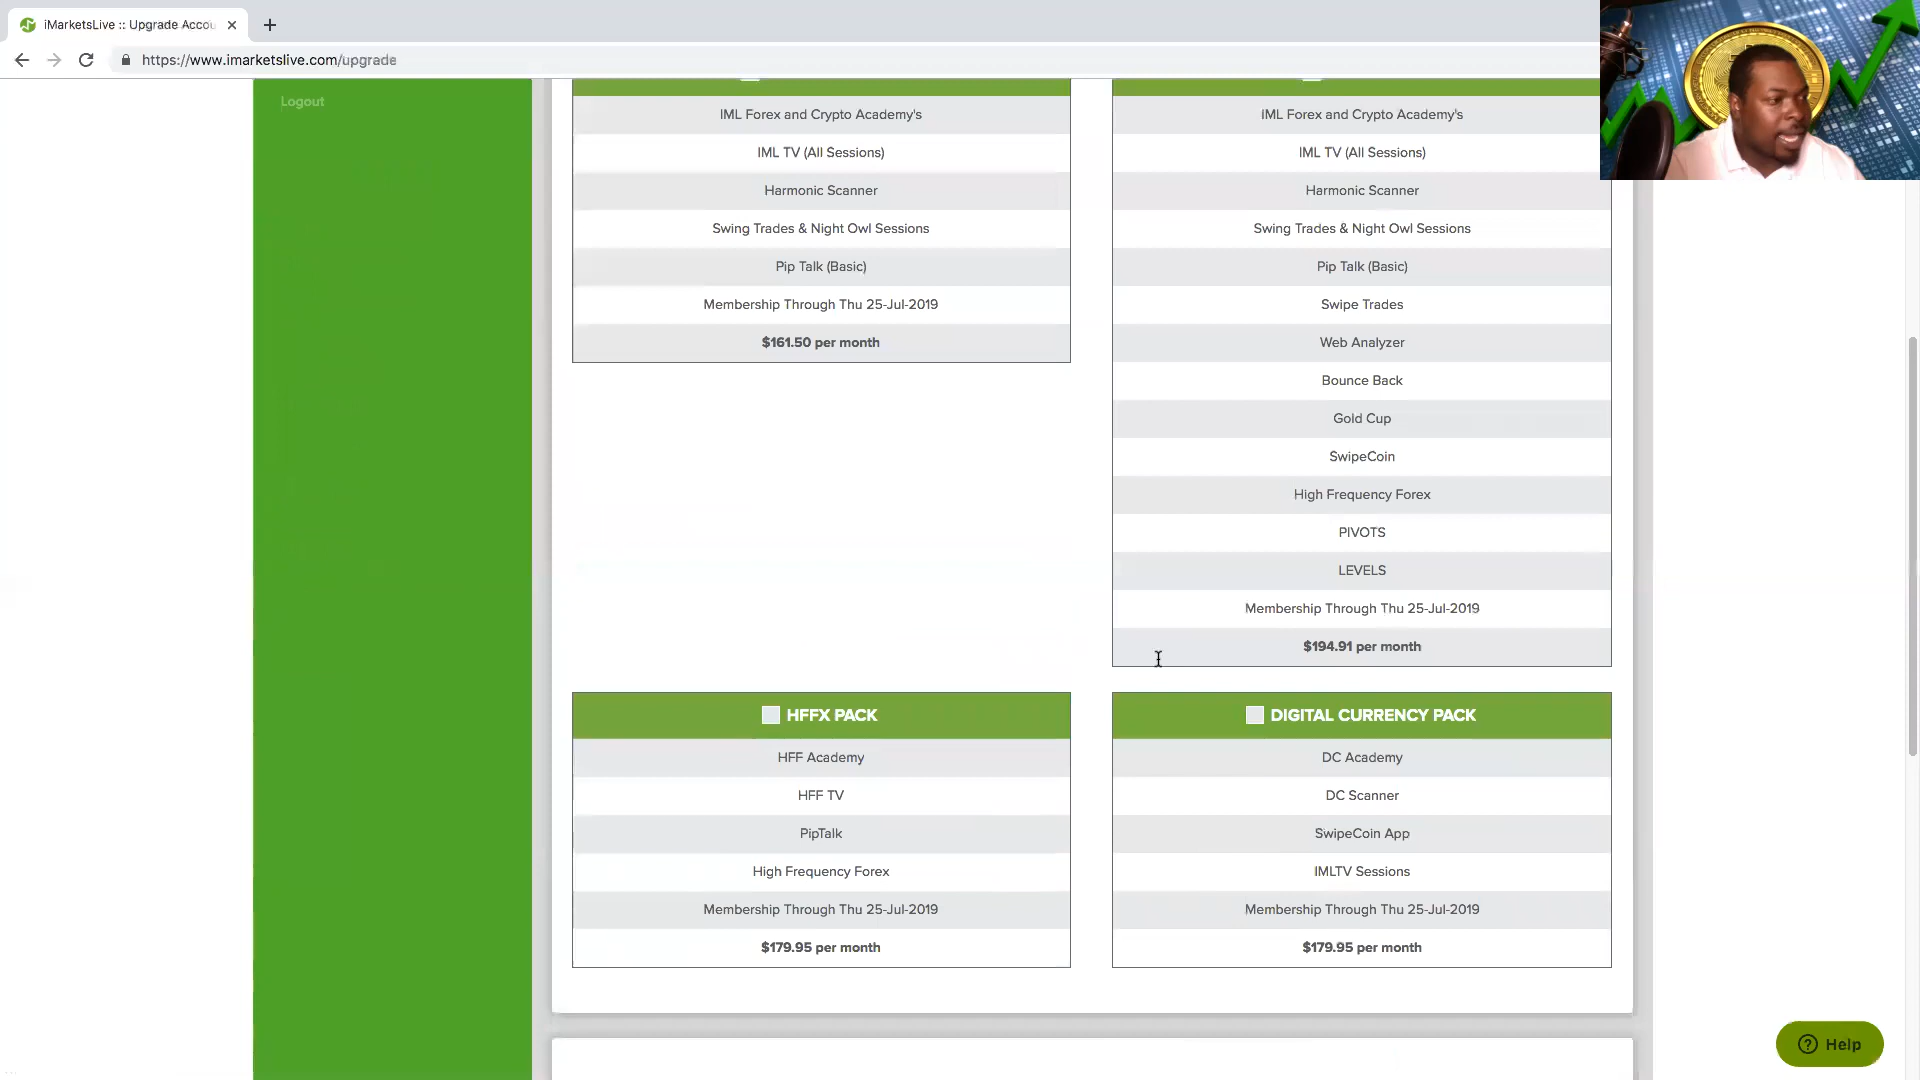 iMarketsLive :: Upgrade Accou
https://www.imarketslive.com/upgrade
Logout
IML Forex and Crypto Academy's
IML TV (All Sessions)
Harmonic Scanner
Swing Trades & Night Owl Sessions
Pip Talk (Basic)
Membership Through Thu 25-Jul-2019
$161.50 per month
IML Forex and Crypto Academy's
IML TV (All Sessions)
Harmonic Scanner
Swing Trades & Night Owl Sessions
Pip Talk (Basic)
Swipe Trades
Web Analyzer
Bounce Back
Gold Cup
SwipeCoin
High Frequency Forex
PIVOTS
LEVELS
Membership Through Thu 25-Jul-2019
$194.91 per month
HFFX PACK
HFF Academy
HFF TV
PipTalk
High Frequency Forex
Membership Through Thu 25-Jul-2019
$179.95 per month
DIGITAL CURRENCY PACK
DC Academy
DC Scanner
SwipeCoin App
IMLTV Sessions
Membership Through Thu 25-Jul-2019
$179.95 per month
Help